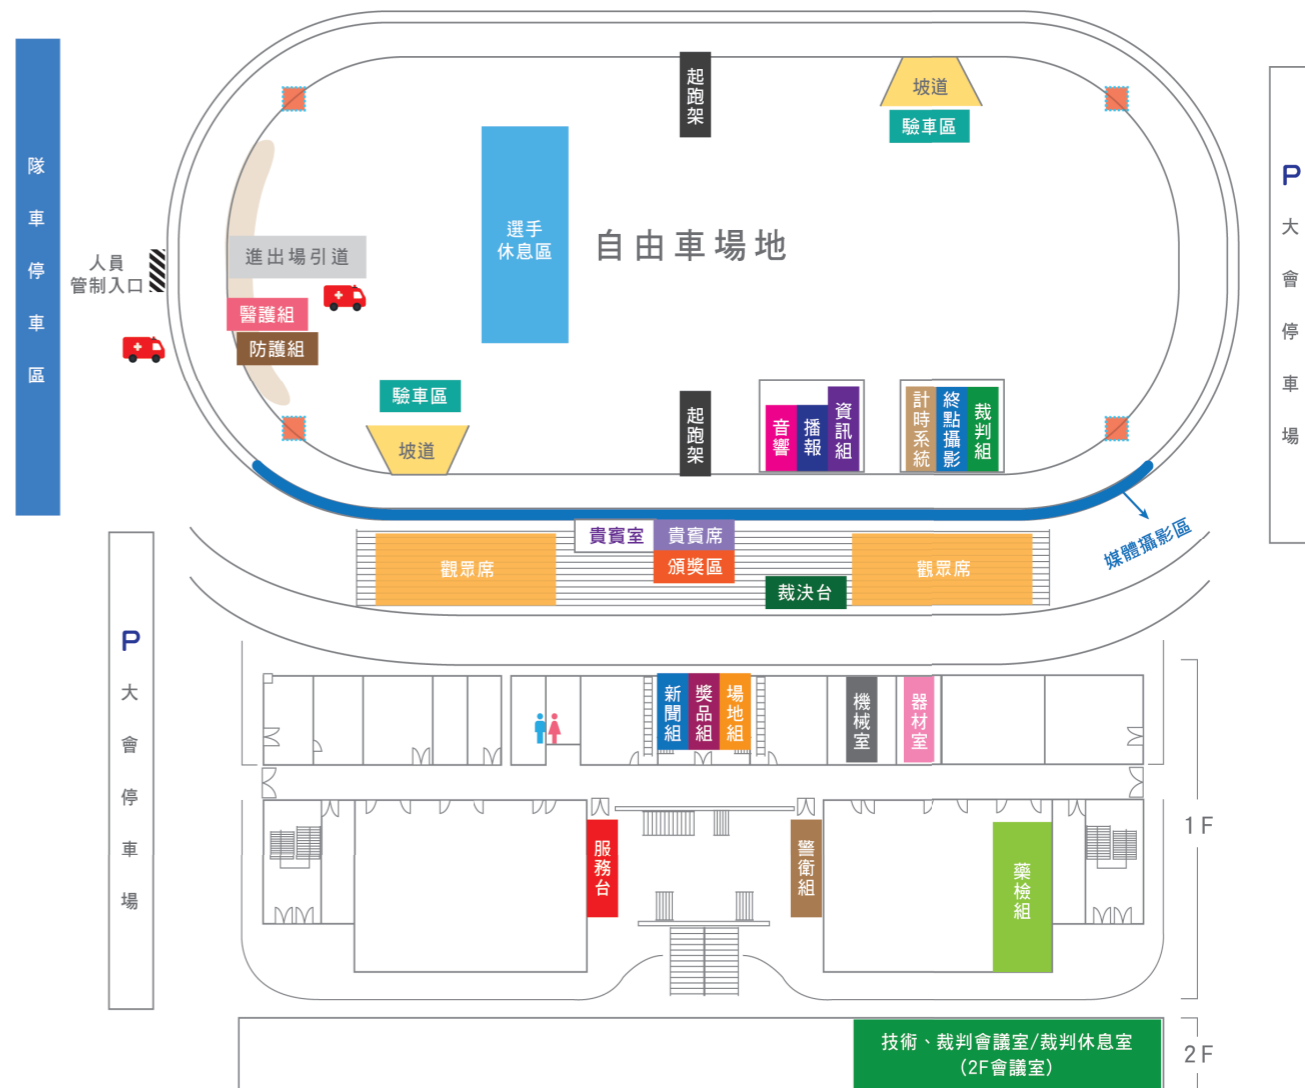 起跑架
坡道
驗車區
隊車停車區
P
大會停車場
選手
休息區
自由車場地
人員
管制入口
進出場引道
醫護組
防護組
驗車區
坡道
起跑架
音響
播報
資訊組
計時系統
終點攝影
裁判組
媒體攝影區
貴賓室
貴賓席
觀眾席
頒獎區
觀眾席
裁決台
P
大會停車場
新聞組
獎品組
場地組
機械室
器材室
1F
服務台
警衛組
藥檢組
技術、裁判會議室/裁判休息室
(2F會議室)
2F